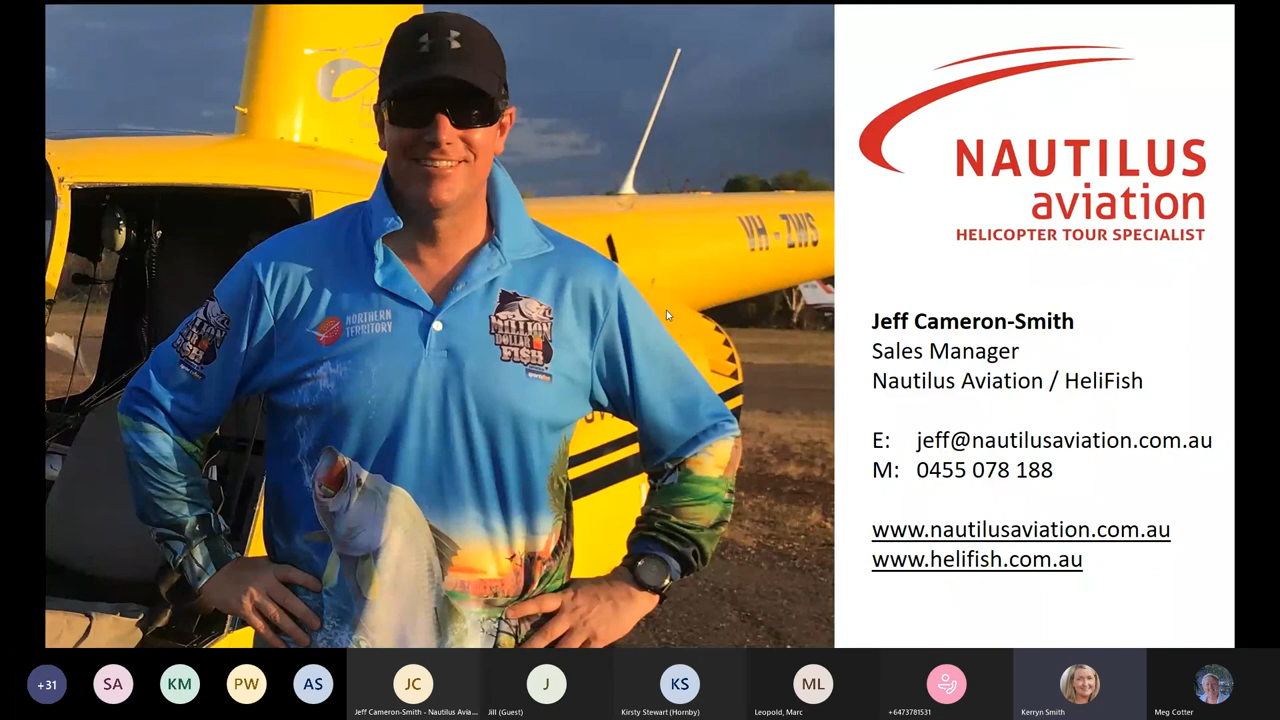 NAUTILUS
aviation
HELICOPTER TOUR SPECIALIST
VH-ZWS
NORTHERN
TERRITORY
MILLION
DOLLAR
FISH
Jeff Cameron-Smith
Sales Manager
Nautilus Aviation / HeliFish
E: jeff@nautilusaviation.com.au
M: 0455 078 188
www.nautilusaviation.com.au
www.helifish.com.au
+31
SA
KM
PW
AS
JC
J
KS
ML
Jeff Cameron-Smith - Nautilus Avia...
Jill (Guest)
Kirsty Stewart (Hornby)
Leopold, Marc
+6473781531
Kerryn Smith
Meg Cotter